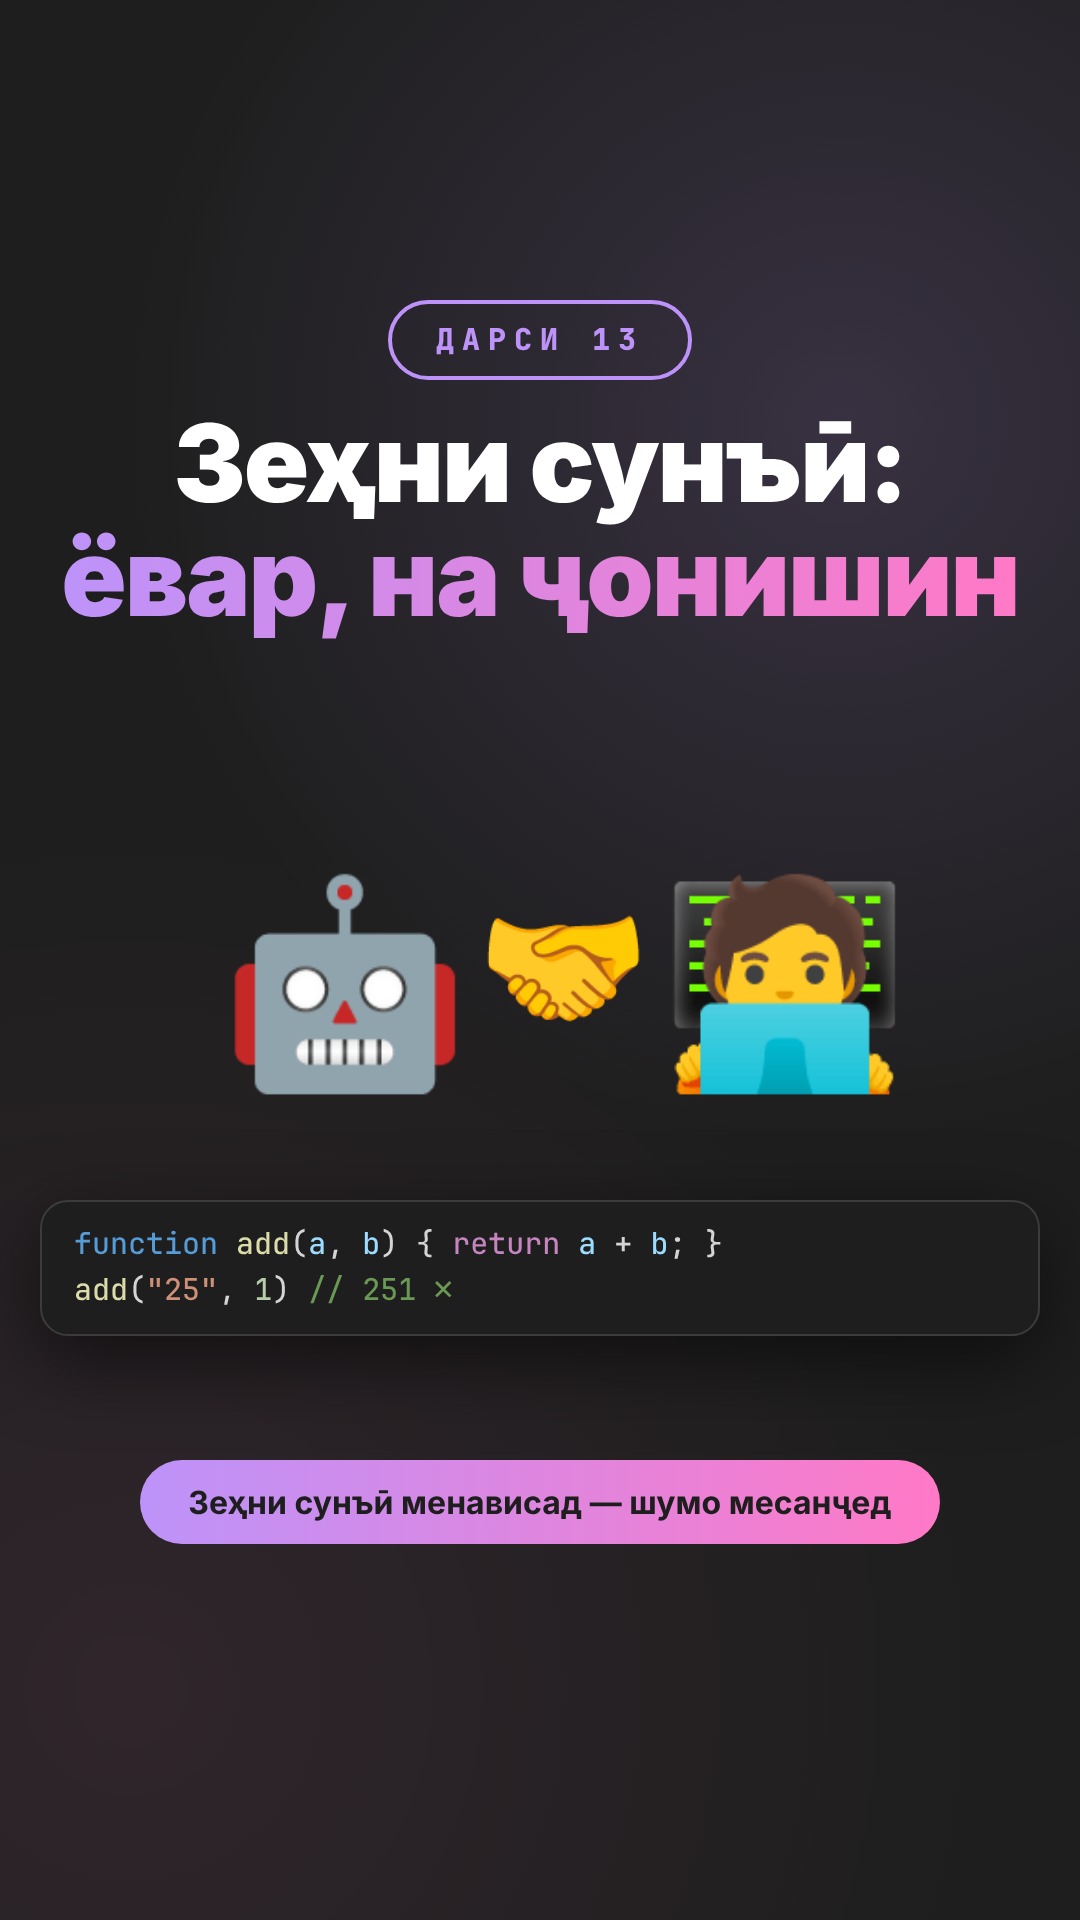 ДАРСИ 13
Зеҳни сунъӣ:
ёвар, на ҷонишин
function add(a, b) { return a + b; }
add("25", 1) // 251 ✕
Зеҳни сунъӣ менависад — шумо месанҷед